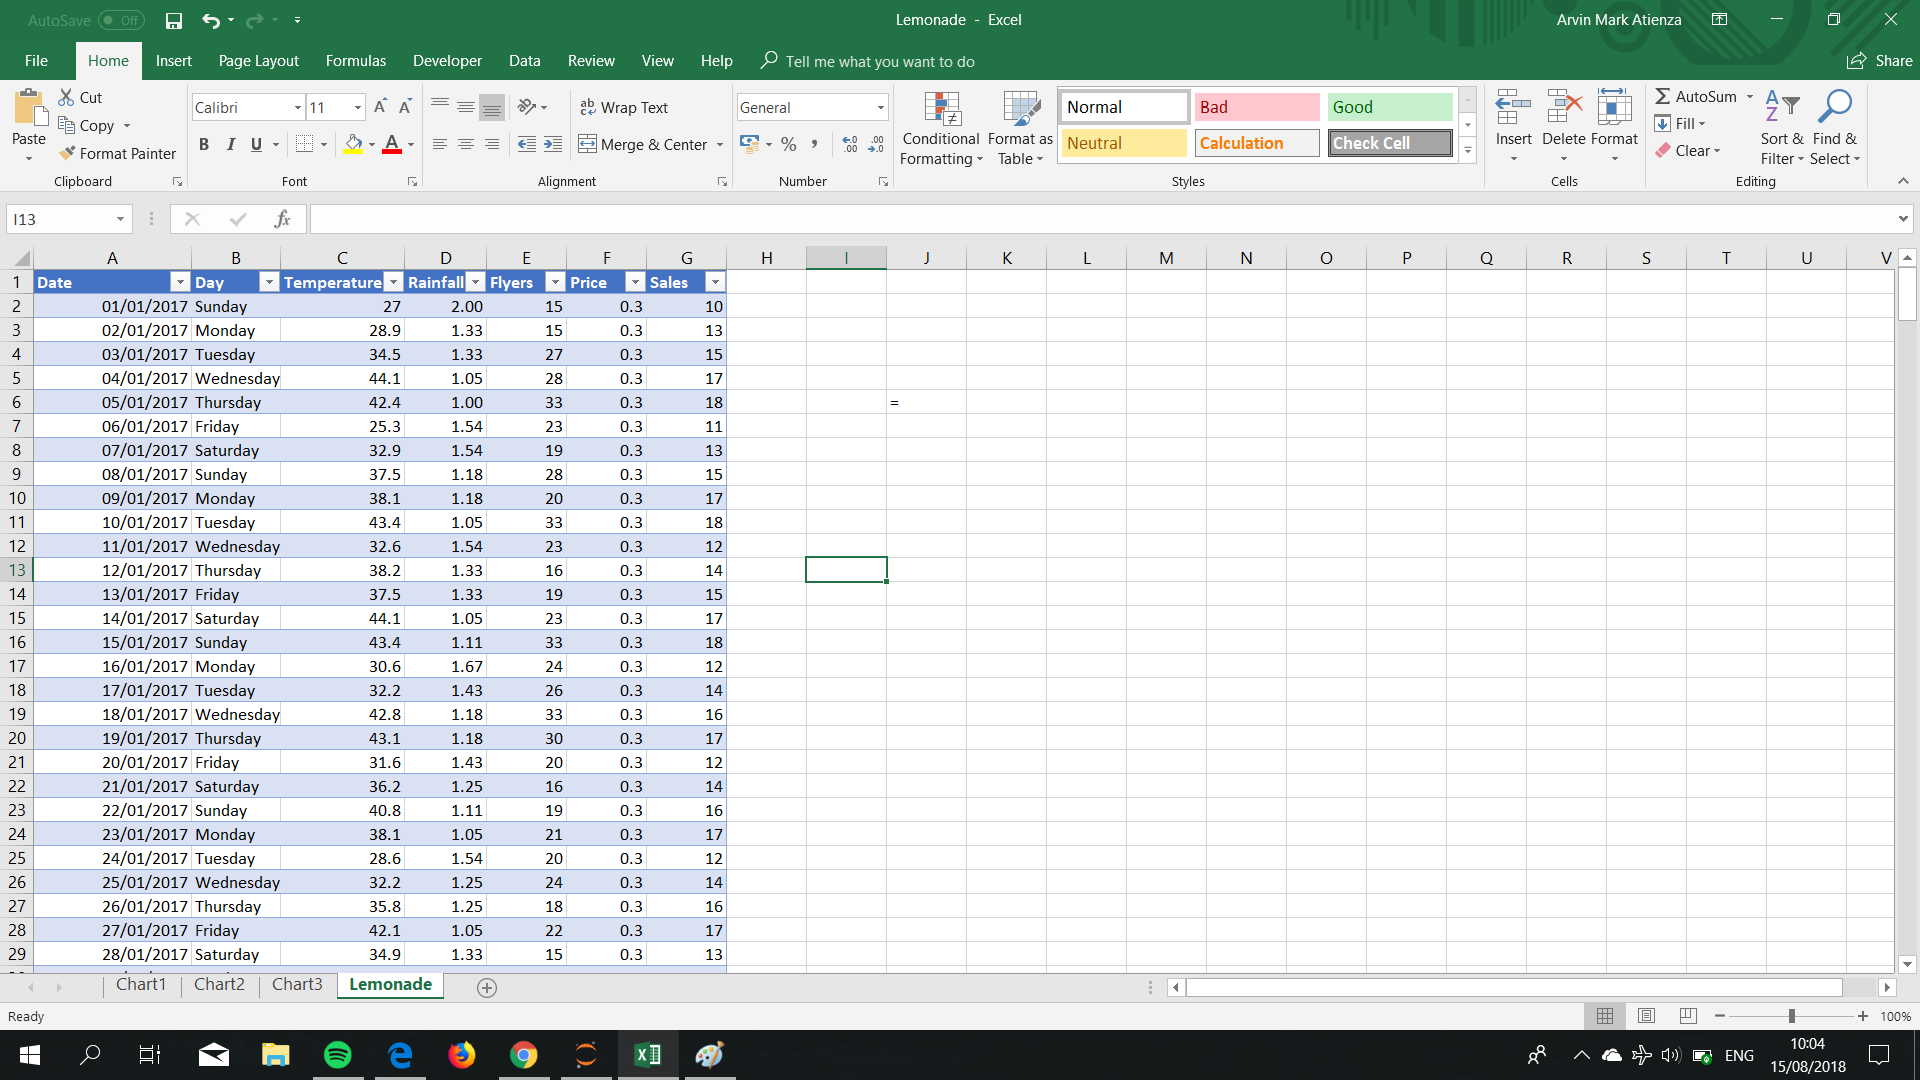 AutoSave Off
Lemonade - Excel
Arvin Mark Atienza
File Home Insert Page Layout Formulas Developer Data Review View Help Tell me what you want to do Share
Paste
Cut
Copy
Format Painter
Clipboard
Calibri 11
B I U A
Font
ab Wrap Text
Merge & Center
Alignment
General
% , .00
Number
Conditional Formatting
Format as Table
Normal Bad Good
Neutral Calculation Check Cell
Styles
Insert Delete Format
Cells
AutoSum
Fill
Clear
Sort & Filter
Find & Select
Editing
I13 fx
A B C D E F G H I J K L M N O P Q R S T U V
1 Date Day Temperature Rainfall Flyers Price Sales
2 01/01/2017 Sunday 27 2.00 15 0.3 10
3 02/01/2017 Monday 28.9 1.33 15 0.3 13
4 03/01/2017 Tuesday 34.5 1.33 27 0.3 15
5 04/01/2017 Wednesday 44.1 1.05 28 0.3 17
6 05/01/2017 Thursday 42.4 1.00 33 0.3 18 =
7 06/01/2017 Friday 25.3 1.54 23 0.3 11
8 07/01/2017 Saturday 32.9 1.54 19 0.3 13
9 08/01/2017 Sunday 37.5 1.18 28 0.3 15
10 09/01/2017 Monday 38.1 1.18 20 0.3 17
11 10/01/2017 Tuesday 43.4 1.05 33 0.3 18
12 11/01/2017 Wednesday 32.6 1.54 23 0.3 12
13 12/01/2017 Thursday 38.2 1.33 16 0.3 14
14 13/01/2017 Friday 37.5 1.33 19 0.3 15
15 14/01/2017 Saturday 44.1 1.05 23 0.3 17
16 15/01/2017 Sunday 43.4 1.11 33 0.3 18
17 16/01/2017 Monday 30.6 1.67 24 0.3 12
18 17/01/2017 Tuesday 32.2 1.43 26 0.3 14
19 18/01/2017 Wednesday 42.8 1.18 33 0.3 16
20 19/01/2017 Thursday 43.1 1.18 30 0.3 17
21 20/01/2017 Friday 31.6 1.43 20 0.3 12
22 21/01/2017 Saturday 36.2 1.25 16 0.3 14
23 22/01/2017 Sunday 40.8 1.11 19 0.3 16
24 23/01/2017 Monday 38.1 1.05 21 0.3 17
25 24/01/2017 Tuesday 28.6 1.54 20 0.3 12
26 25/01/2017 Wednesday 32.2 1.25 24 0.3 14
27 26/01/2017 Thursday 35.8 1.25 18 0.3 16
28 27/01/2017 Friday 42.1 1.05 22 0.3 17
29 28/01/2017 Saturday 34.9 1.33 15 0.3 13
Chart1 Chart2 Chart3 Lemonade
Ready
100%
ENG
10:04
15/08/2018